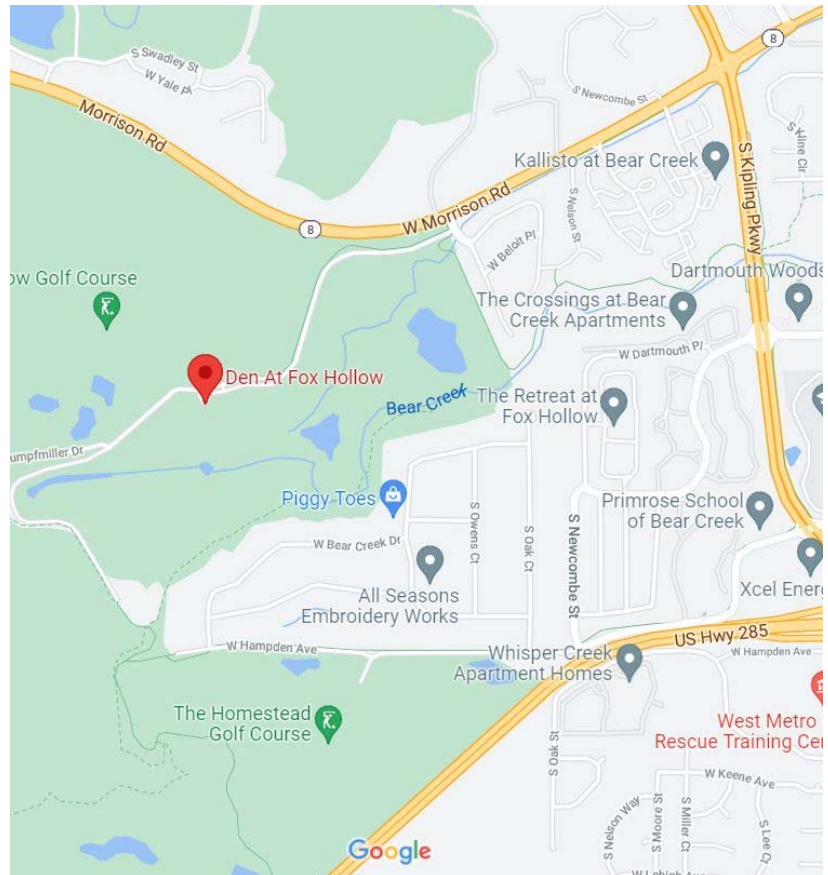 8
S Swadley St
W Yale Pl
Morrison Rd
S Newcombe St
Kallisto at Bear Creek
S Kipling Pkwy
S Kline Cir
W Morrison Rd
8
S Nelson St
W Beloit Pl
ow Golf Course
Dartmouth Woods
The Crossings at Bear
Creek Apartments
W Dartmouth Pl
Den At Fox Hollow
Bear Creek
The Retreat at
Fox Hollow
umpfmiller Dr
Piggy Toes
S Owens Ct
S Oak Ct
S Newcombe St
Primrose School
of Bear Creek
W Bear Creek Dr
All Seasons
Embroidery Works
Xcel Energ
US Hwy 285
W Hampden Ave
W Hampden Ave
Whisper Creek
Apartment Homes
The Homestead
Golf Course
West Metro
Rescue Training Cen
S Oak St
W Keene Ave
S Nelson Way
S Moore St
S Miller Ct
S Lee Ct
Google
W Lehigh Ave